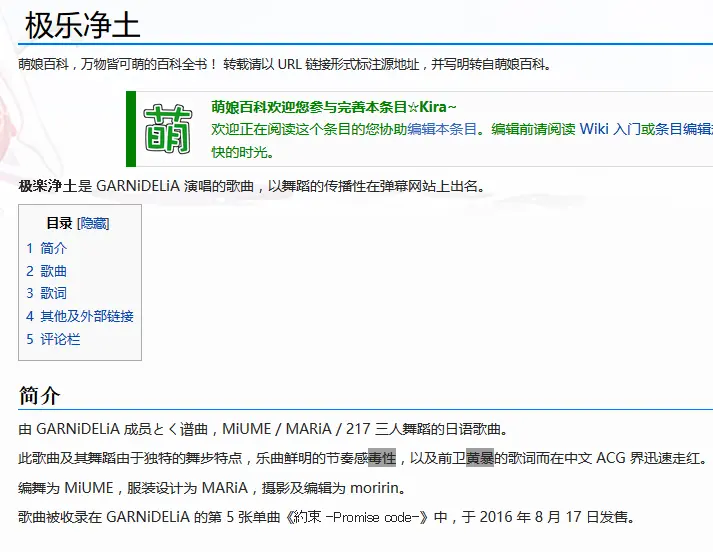 极乐净土
萌娘百科，万物皆可萌的百科全书！ 转载请以 URL 链接形式标注源地址，并写明转自萌娘百科。
萌娘百科欢迎您参与完善本条目☆Kira~
萌
欢迎正在阅读这个条目的您协助编辑本条目。编辑前请阅读 Wiki 入门或条目编辑
快的时光。
极楽浄土是 GARNiDELiA 演唱的歌曲，以舞蹈的传播性在弹幕网站上出名。
目录 [隐藏]
1 简介
2 歌曲
3 歌词
4 其他及外部链接
5 评论栏
简介
由 GARNiDELiA 成员とく谱曲，MiUME / MARiA / 217 三人舞蹈的日语歌曲。
此歌曲及其舞蹈由于独特的舞步特点，乐曲鲜明的节奏感毒性，以及前卫黄暴的歌词而在中文 ACG 界迅速走红。
编舞为 MiUME，服装设计为 MARiA，摄影及编辑为 moririn。
歌曲被收录在 GARNiDELiA 的第 5 张单曲《約束 -Promise code-》中，于 2016 年 8 月 17 日发售。